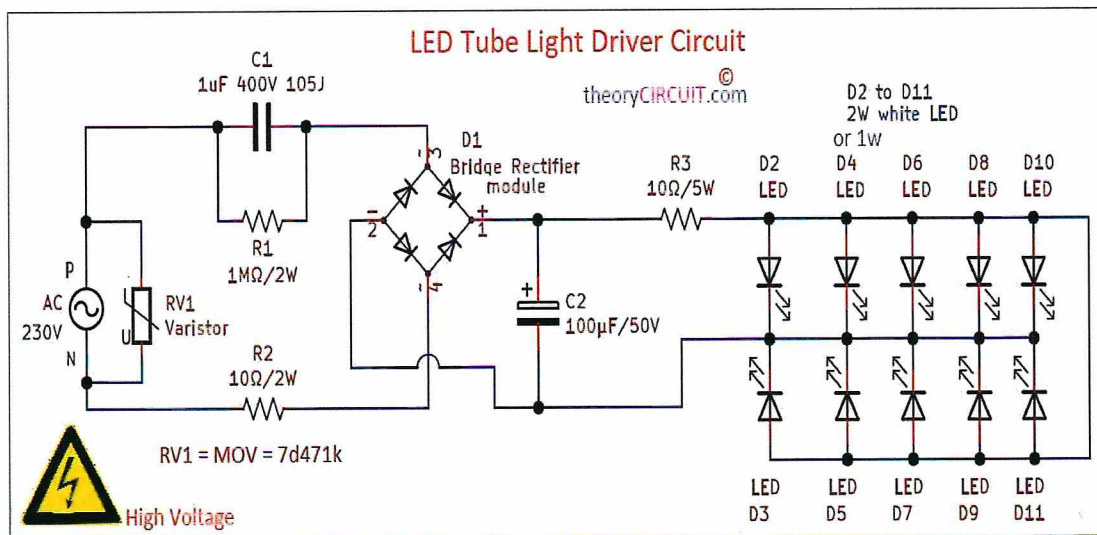 LED Tube Light Driver Circuit
©
theoryCIRCUIT.com
C1
1uF 400V 105J
D2 to D11
2W white LED
or 1w
D1
Bridge Rectifier
module
~
3
-
2
+
1
~
4
R3
10Ω/5W
D2
LED
D4
LED
D6
LED
D8
LED
D10
LED
R1
1MΩ/2W
P
AC
230V
N
RV1
Varistor
U
+
C2
100μF/50V
R2
10Ω/2W
RV1 = MOV = 7d471k
High Voltage
LED
D3
LED
D5
LED
D7
LED
D9
LED
D11